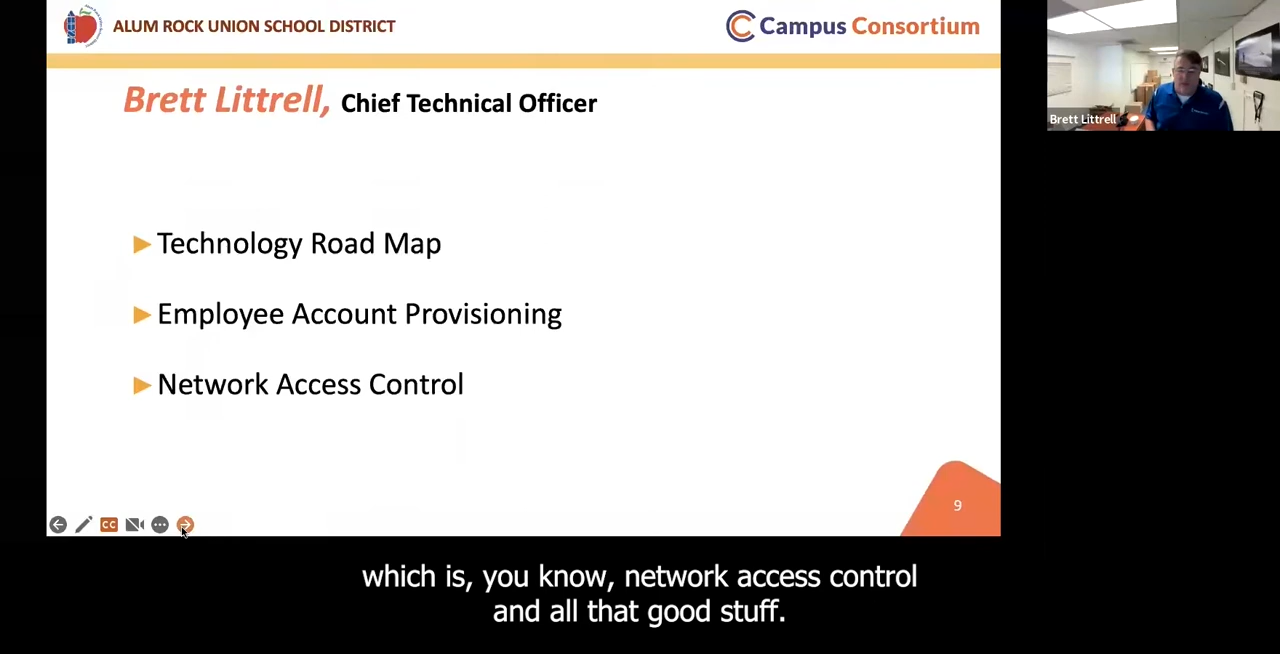 ALUM ROCK UNION SCHOOL DISTRICT
Campus Consortium
Brett Littrell, Chief Technical Officer
Technology Road Map
Employee Account Provisioning
Network Access Control
9
CC
Brett Littrell
which is, you know, network access control
and all that good stuff.